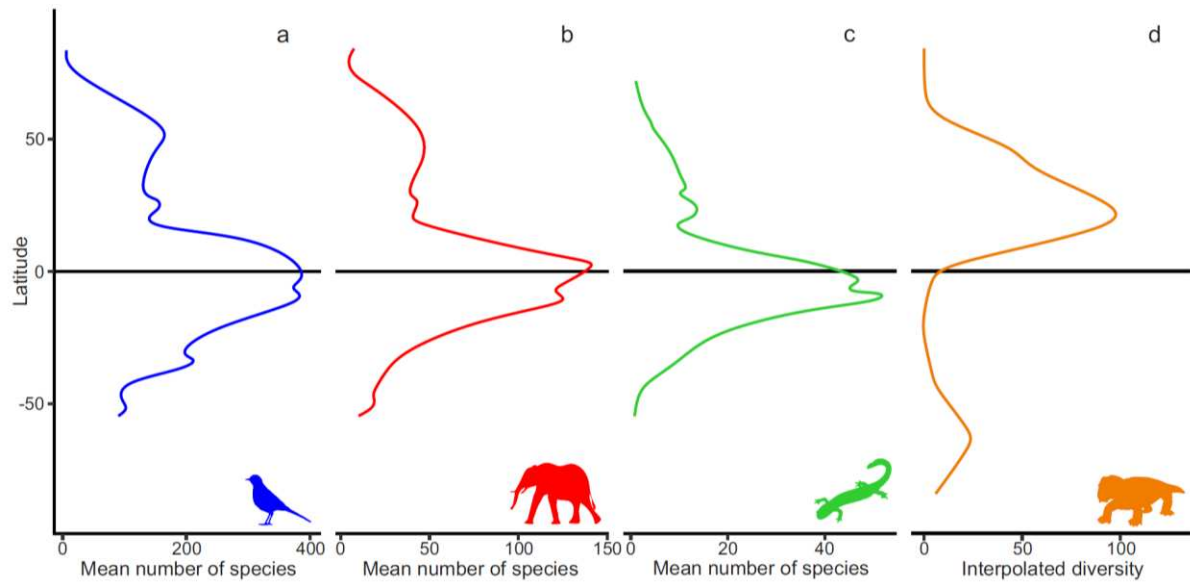 a
b
c
d
Latitude
50
0
-50
0 200 400
0 50 100 150
0 20 40
0 50 100
Mean number of species
Mean number of species
Mean number of species
Interpolated diversity